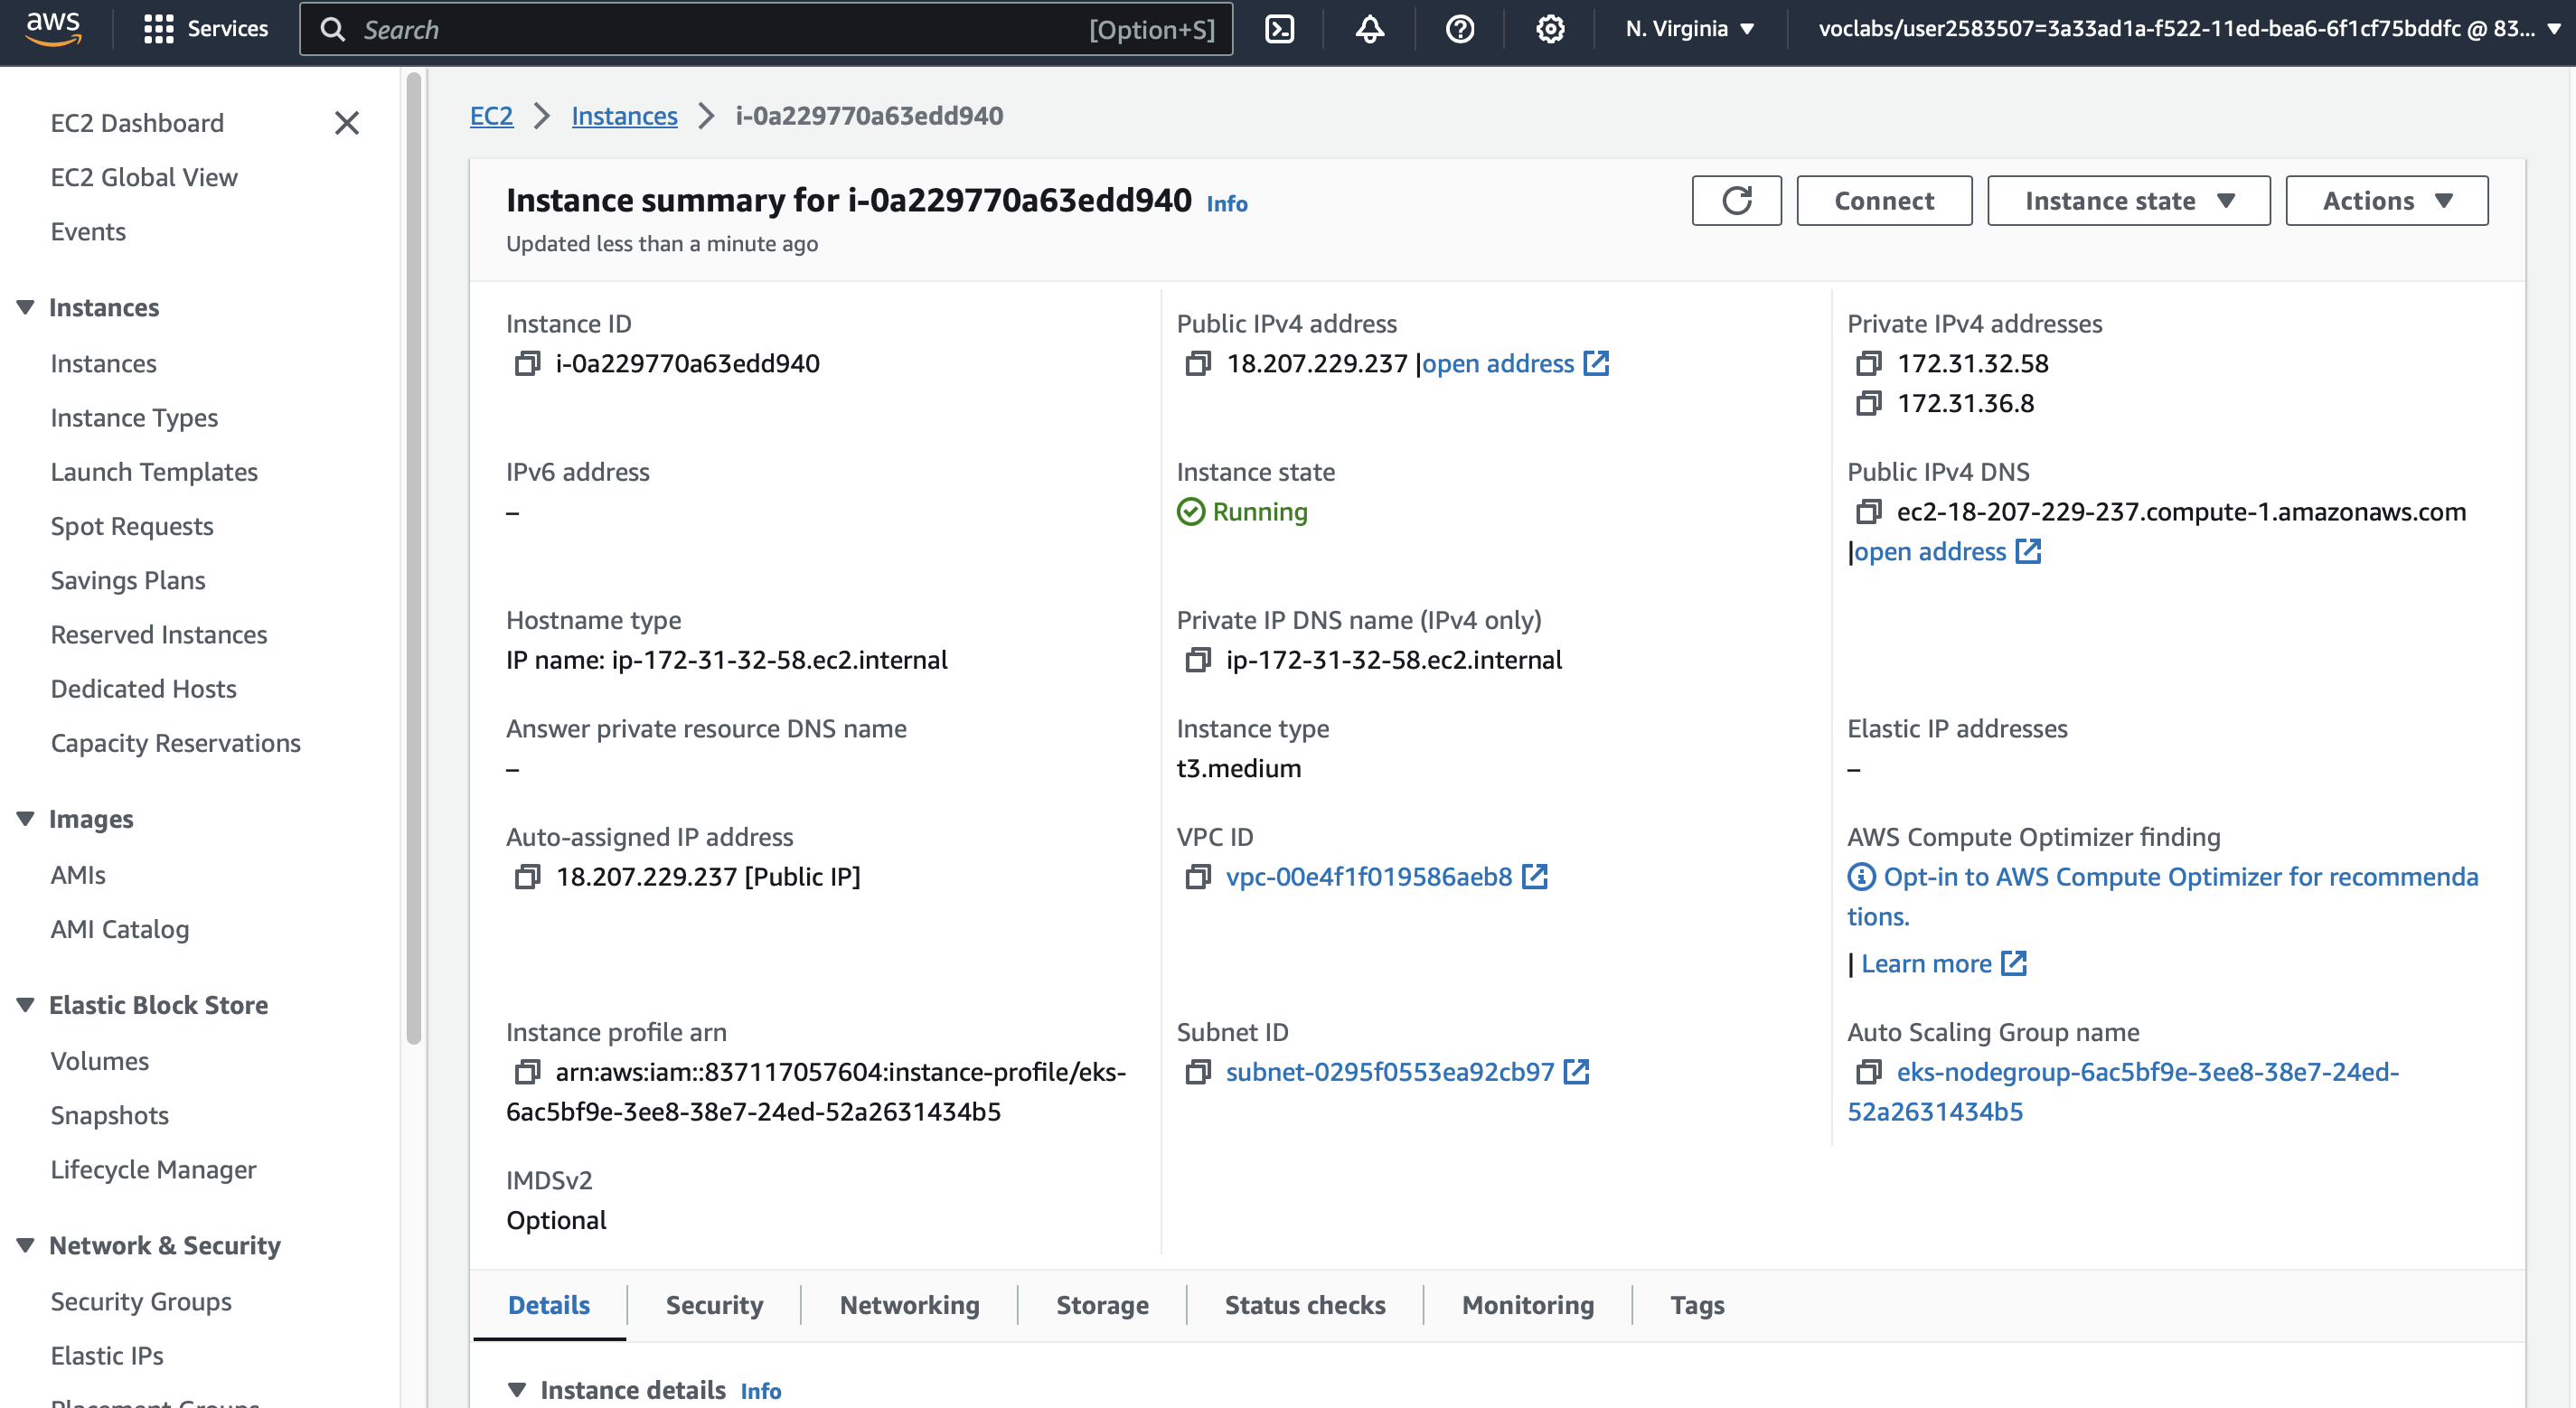 aws
Services
Search
[Option+S]
N. Virginia
voclabs/user2583507=3a33ad1a-f522-11ed-bea6-6f1cf75bddfc @ 83...
EC2 Dashboard
EC2 Global View
Events
Instances
Instances
Instance Types
Launch Templates
Spot Requests
Savings Plans
Reserved Instances
Dedicated Hosts
Capacity Reservations
Images
AMIs
AMI Catalog
Elastic Block Store
Volumes
Snapshots
Lifecycle Manager
Network & Security
Security Groups
Elastic IPs
Placement Groups
EC2
Instances
i-0a229770a63edd940
Instance summary for i-0a229770a63edd940 Info
Updated less than a minute ago
Connect
Instance state
Actions
Instance ID
i-0a229770a63edd940
Public IPv4 address
18.207.229.237 |open address
Private IPv4 addresses
172.31.32.58
172.31.36.8
IPv6 address
–
Instance state
Running
Public IPv4 DNS
ec2-18-207-229-237.compute-1.amazonaws.com
|open address
Hostname type
IP name: ip-172-31-32-58.ec2.internal
Private IP DNS name (IPv4 only)
ip-172-31-32-58.ec2.internal
Answer private resource DNS name
–
Instance type
t3.medium
Elastic IP addresses
–
Auto-assigned IP address
18.207.229.237 [Public IP]
VPC ID
vpc-00e4f1f019586aeb8
AWS Compute Optimizer finding
Opt-in to AWS Compute Optimizer for recommenda
tions.
| Learn more
Instance profile arn
arn:aws:iam::837117057604:instance-profile/eks-
6ac5bf9e-3ee8-38e7-24ed-52a2631434b5
Subnet ID
subnet-0295f0553ea92cb97
Auto Scaling Group name
eks-nodegroup-6ac5bf9e-3ee8-38e7-24ed-
52a2631434b5
IMDSv2
Optional
Details
Security
Networking
Storage
Status checks
Monitoring
Tags
Instance details Info